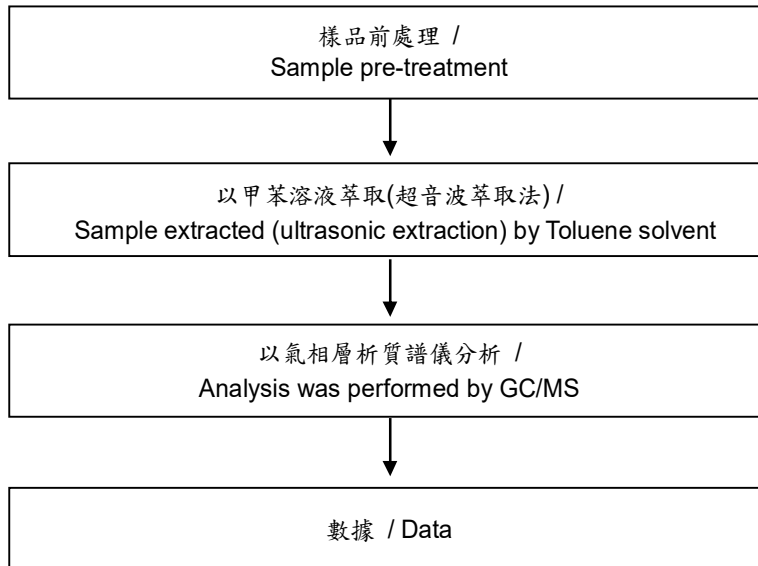 樣品前處理 /
Sample pre-treatment
以甲苯溶液萃取(超音波萃取法) /
Sample extracted (ultrasonic extraction) by Toluene solvent
以氣相層析質譜儀分析 /
Analysis was performed by GC/MS
數據 / Data